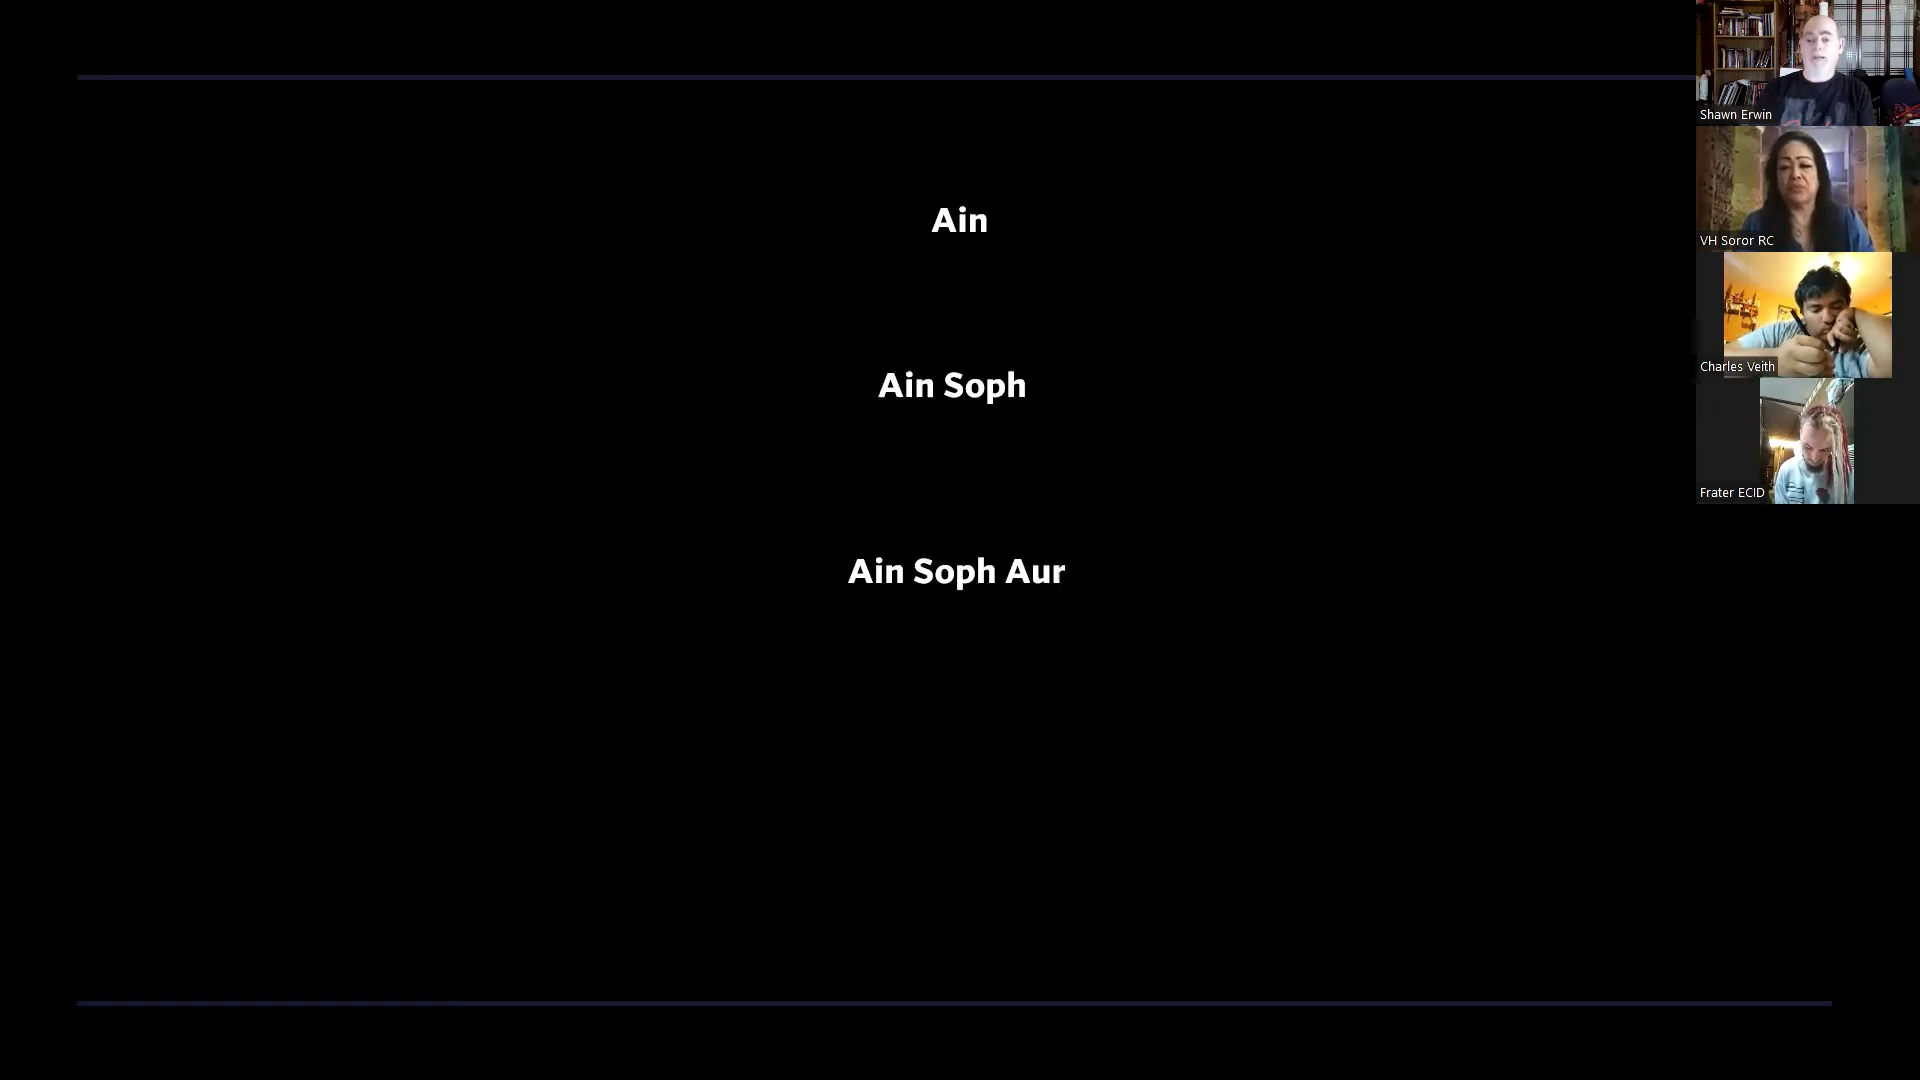 Ain
Ain Soph
Ain Soph Aur
Shawn Erwin
VH Soror RC
Charles Veith
Frater ECID